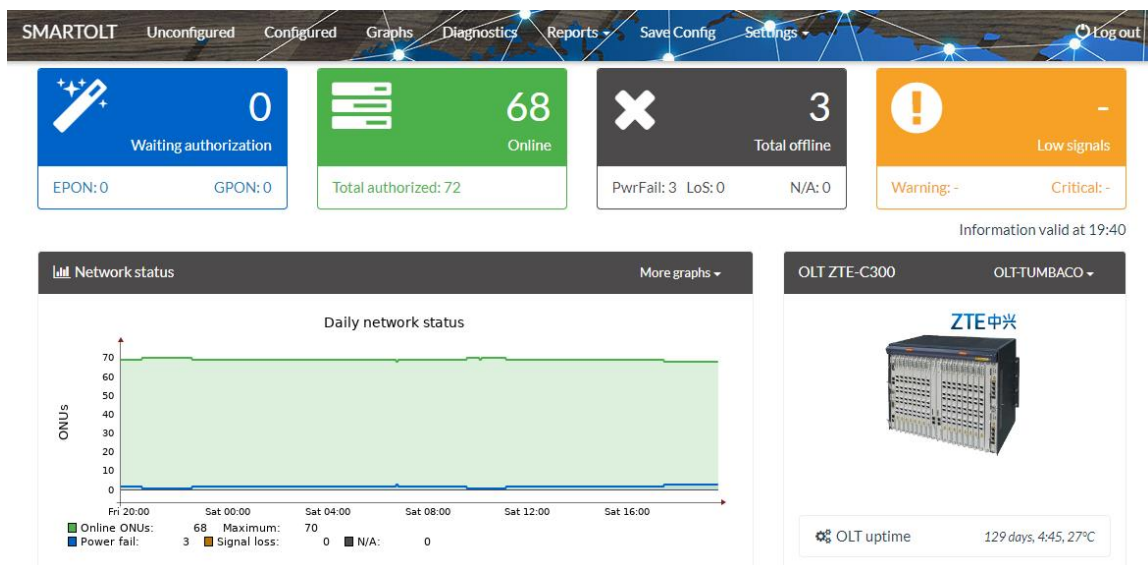 SMARTOLT Unconfigured Configured Graphs Diagnostics Reports Save Config Settings Log out
0
Waiting authorization
EPON: 0 GPON: 0
68
Online
Total authorized: 72
3
Total offline
PwrFail: 3 LoS: 0 N/A: 0
-
Low signals
Warning: - Critical: -
Information valid at 19:40
Network status More graphs
Daily network status
ONUs
70
60
50
40
30
20
10
0
Fri 20:00 Sat 00:00 Sat 04:00 Sat 08:00 Sat 12:00 Sat 16:00
Online ONUs: 68 Maximum: 70
Power fail: 3 Signal loss: 0 N/A: 0
OLT ZTE-C300 OLT-TUMBACO
ZTE中兴
OLT uptime 129 days, 4:45, 27°C